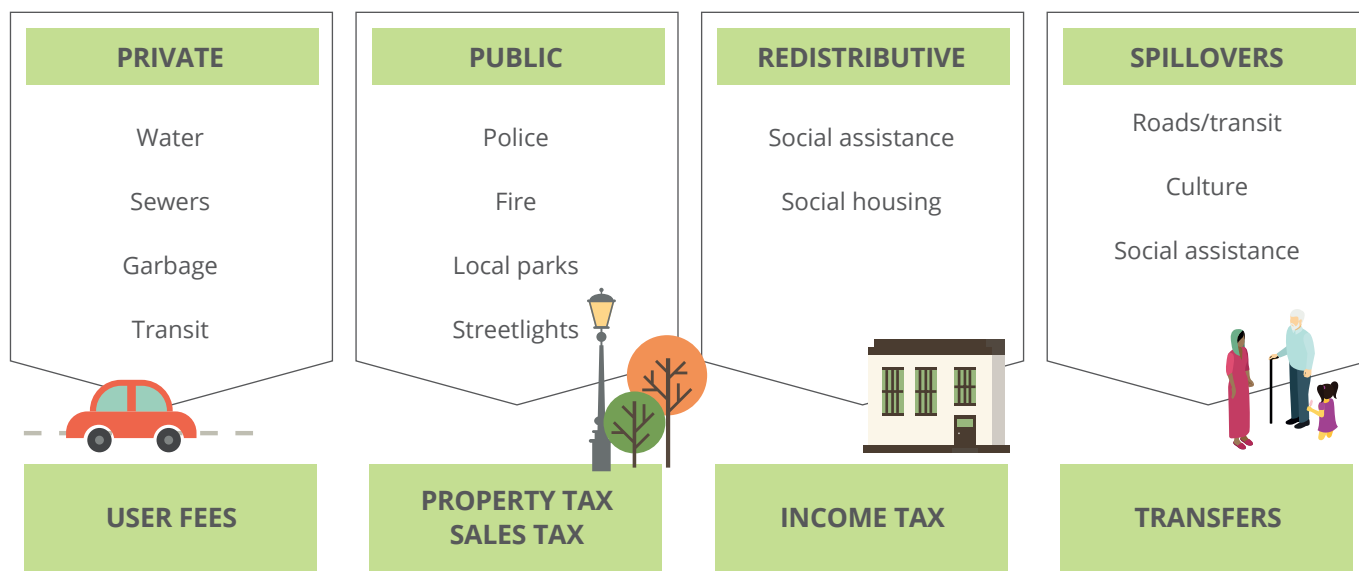 PRIVATE
Water
Sewers
Garbage
Transit
USER FEES
PUBLIC
Police
Fire
Local parks
Streetlights
PROPERTY TAX
SALES TAX
REDISTRIBUTIVE
Social assistance
Social housing
INCOME TAX
SPILLOVERS
Roads/transit
Culture
Social assistance
TRANSFERS